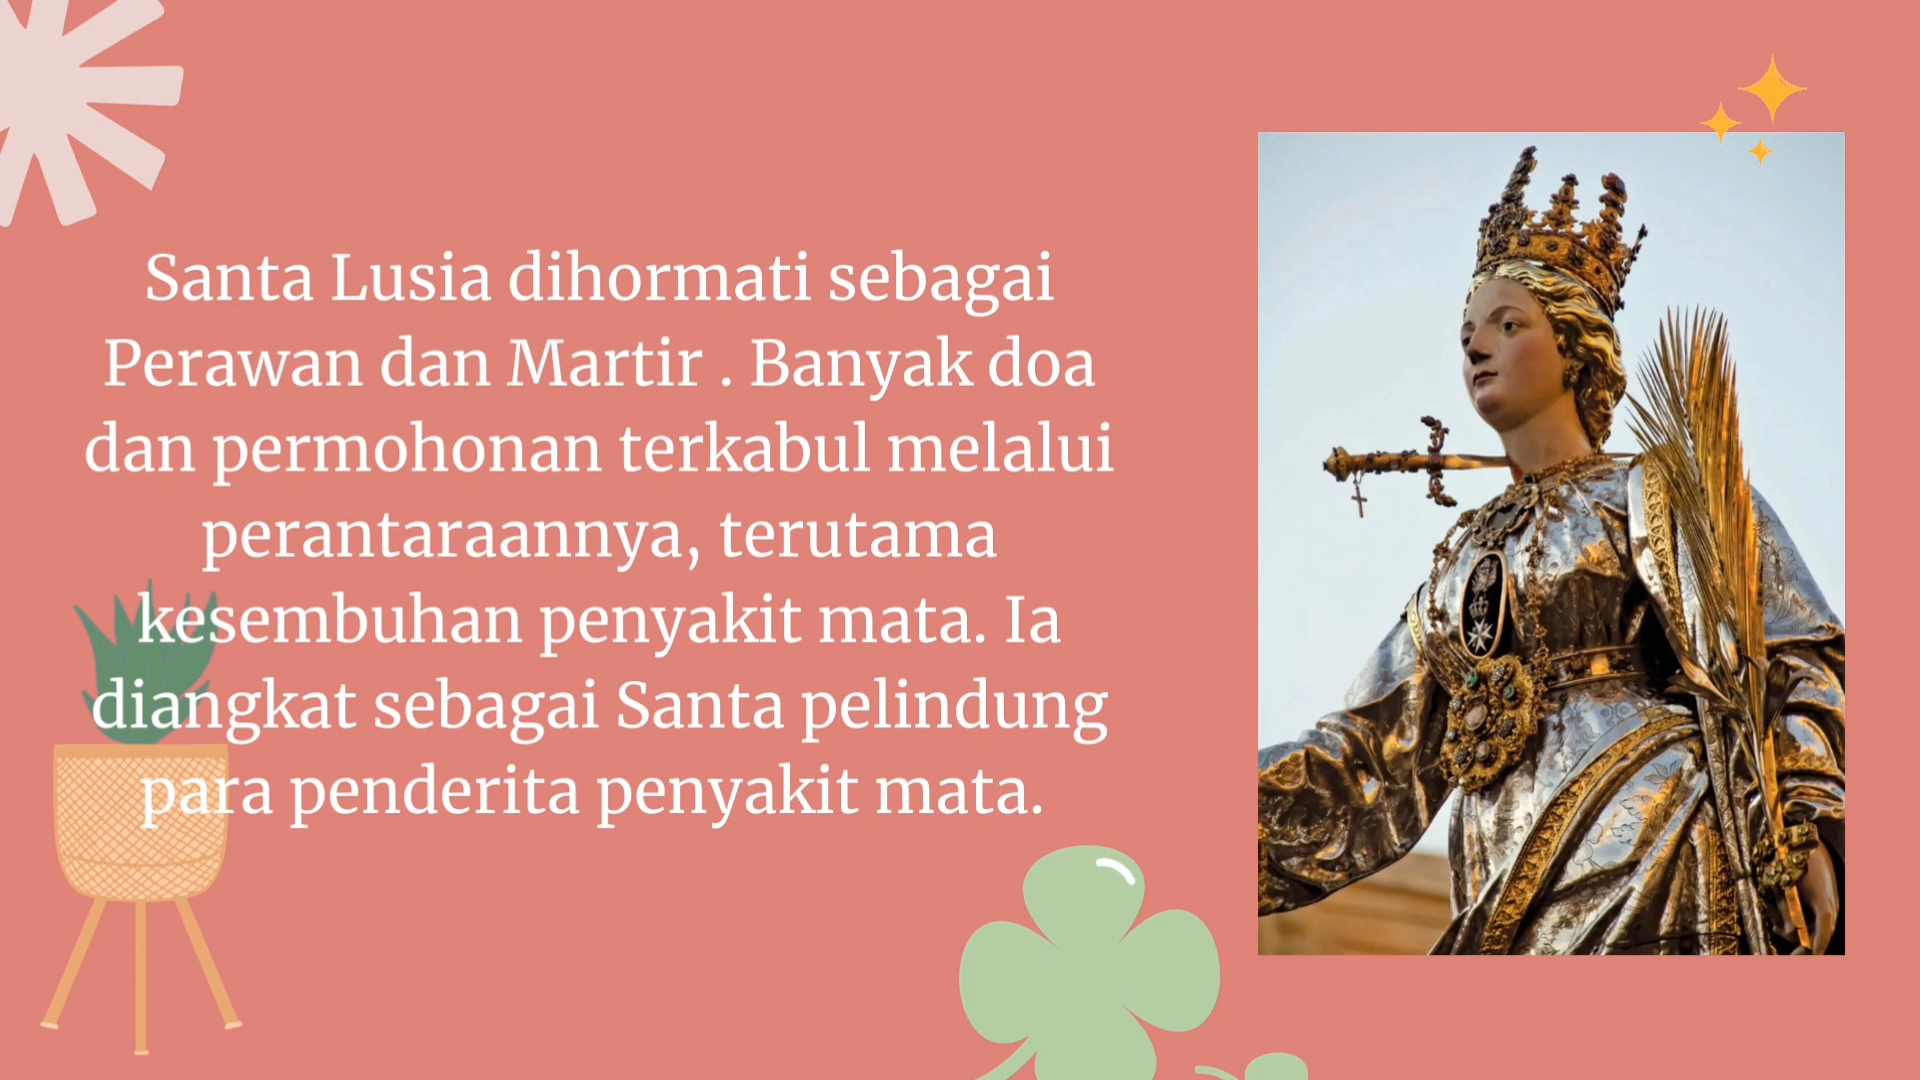 Santa Lusia dihormati sebagai
Perawan dan Martir . Banyak doa
dan permohonan terkabul melalui
perantaraannya, terutama
kesembuhan penyakit mata. Ia
diangkat sebagai Santa pelindung
para penderita penyakit mata.